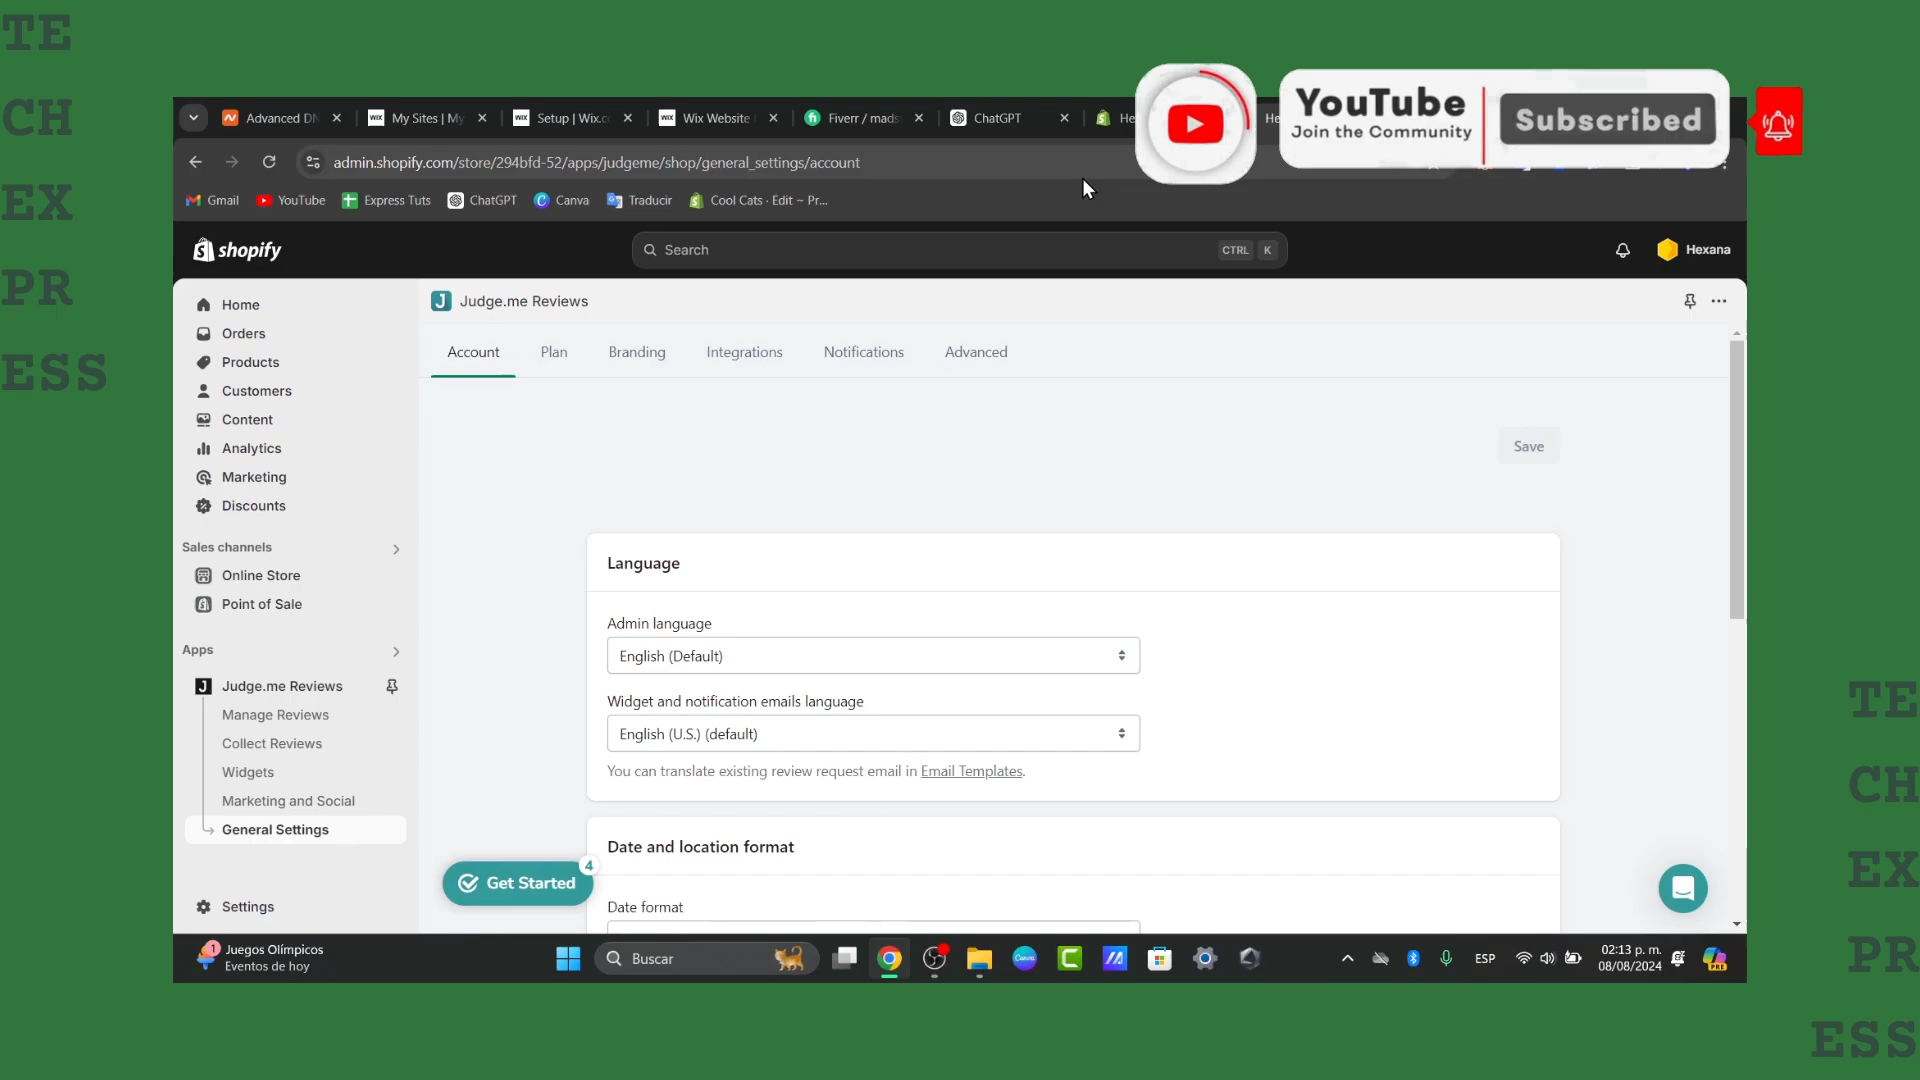 TE
CH
EX
PR
ESS
YouTube
Join the Community
Subscribed
Advanced DN
My Sites | My
Setup | Wix.co
Wix Website
Fiverr / mads
ChatGPT
He
He
admin.shopify.com/store/294bfd-52/apps/judgeme/shop/general_settings/account
Gmail
YouTube
Express Tuts
ChatGPT
Canva
Traducir
Cool Cats · Edit ~ Pr...
shopify
Search
CTRL
K
Hexana
Home
Orders
Products
Customers
Content
Analytics
Marketing
Discounts
Sales channels
Online Store
Point of Sale
Apps
Judge.me Reviews
Manage Reviews
Collect Reviews
Widgets
Marketing and Social
General Settings
Settings
Judge.me Reviews
Account
Plan
Branding
Integrations
Notifications
Advanced
Save
Language
Admin language
English (Default)
Widget and notification emails language
English (U.S.) (default)
You can translate existing review request email in Email Templates.
Date and location format
Date format
Get Started
4
1
Juegos Olímpicos
Eventos de hoy
Buscar
Canva
ESP
02:13 p. m.
08/08/2024
PRE
TE
CH
EX
PR
ESS